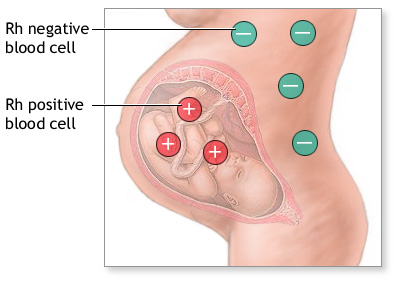 Rh negative
blood cell
Rh positive
blood cell